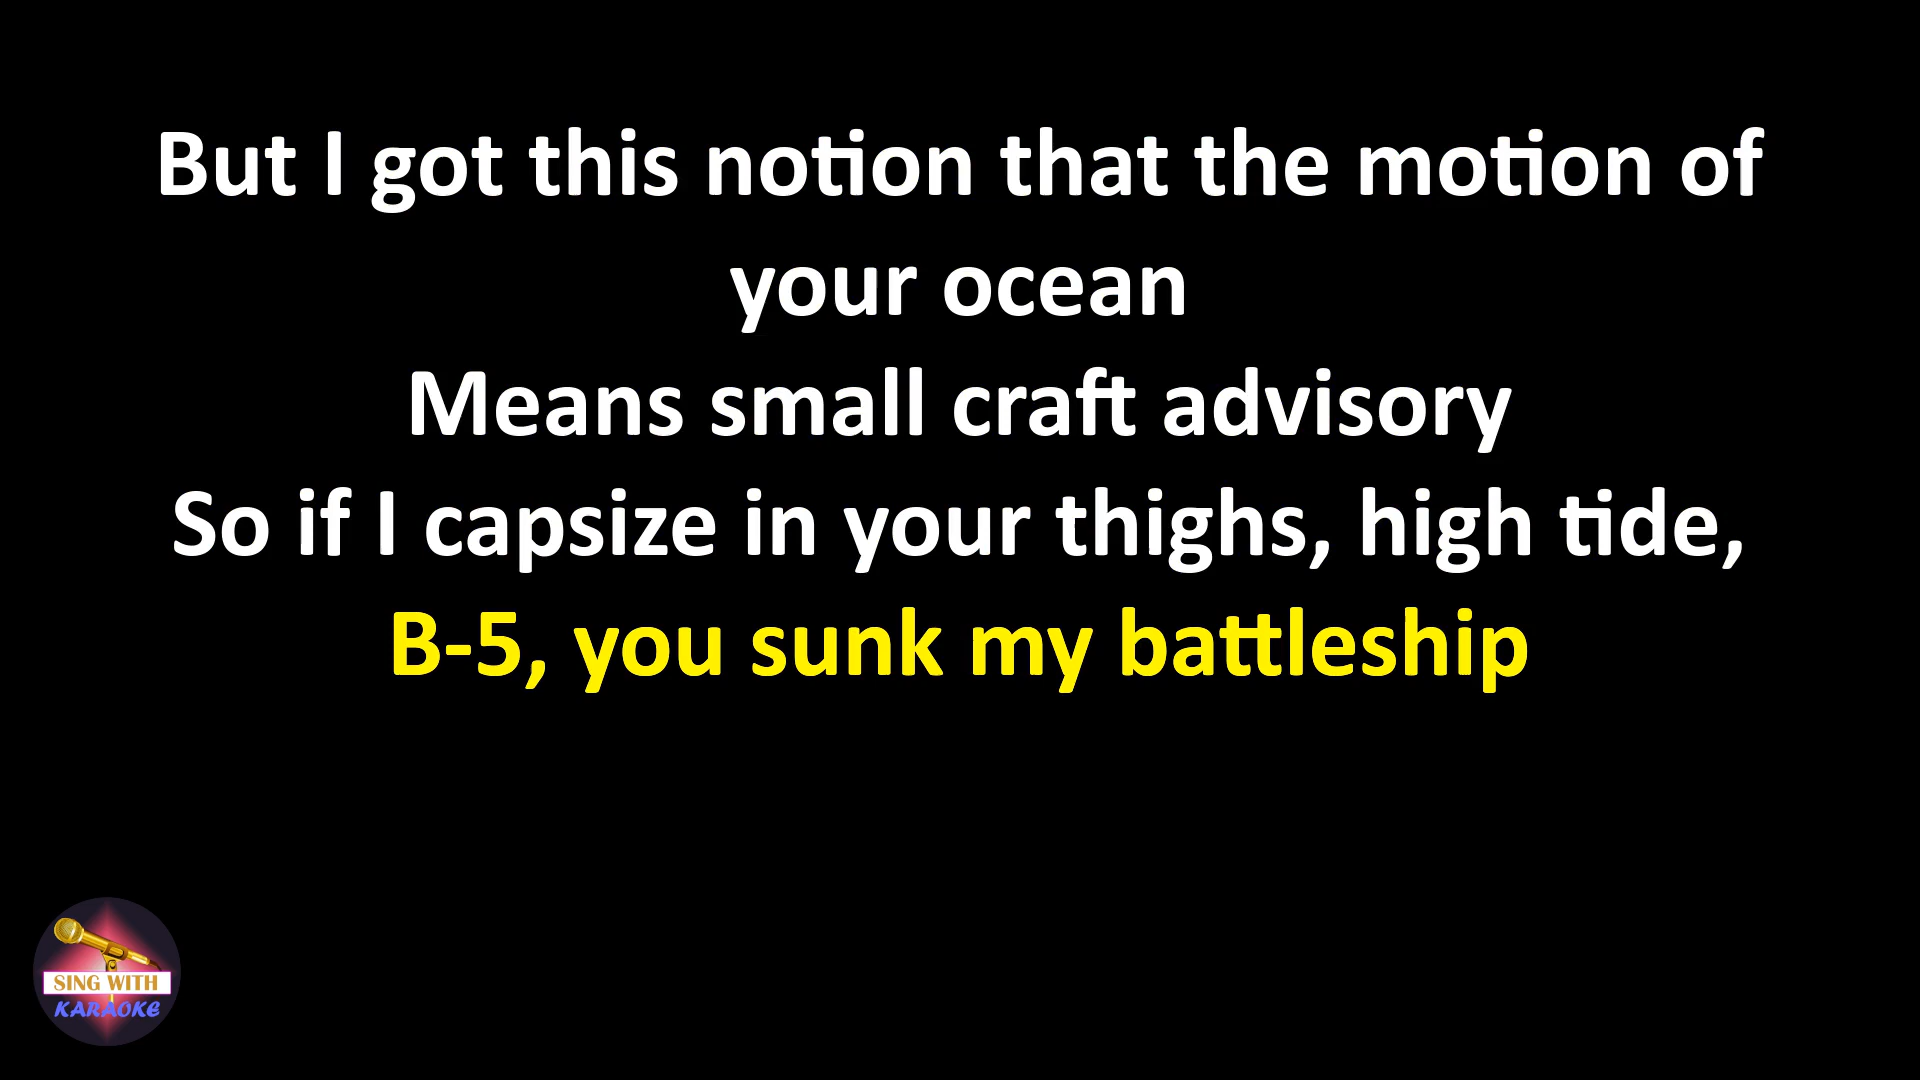 But I got this notion that the motion of
your ocean
Means small craft advisory
So if I capsize in your thighs, high tide,
B-5, you sunk my battleship
SING WITH
KARAOKE